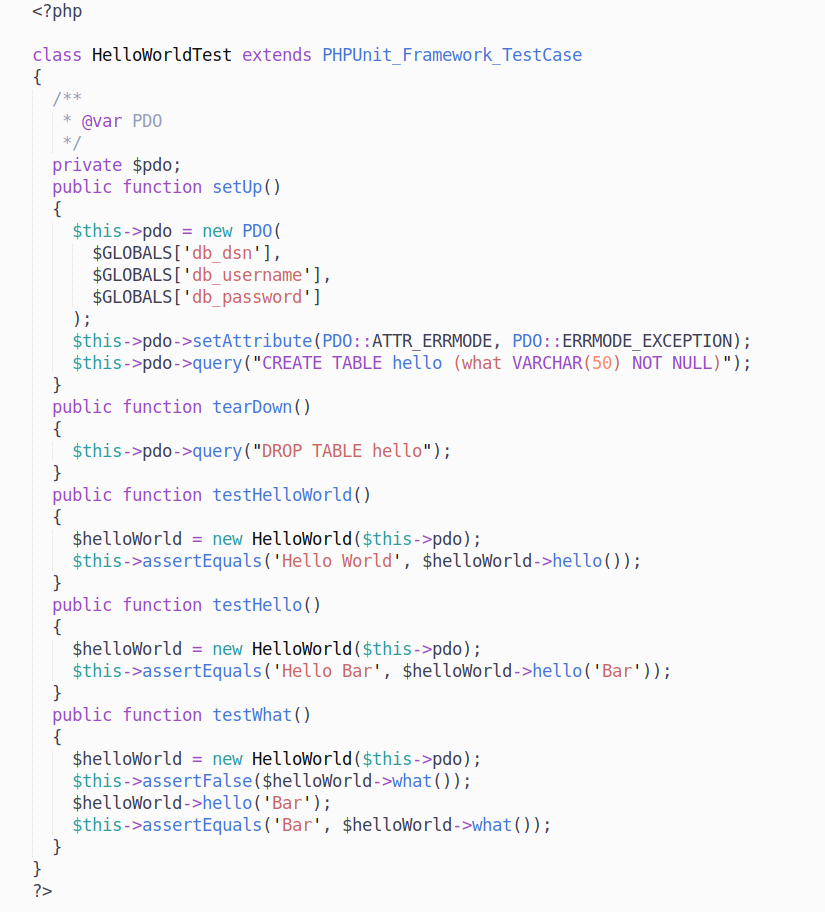 <?php
class HelloWorldTest extends PHPUnit_Framework_TestCase
{
/**
* @var PDO
*/
private $pdo;
public function setUp()
{
$this->pdo = new PDO(
$GLOBALS['db_dsn'],
$GLOBALS['db_username'],
$GLOBALS['db_password']
);
$this->pdo->setAttribute(PDO::ATTR_ERRMODE, PDO::ERRMODE_EXCEPTION);
$this->pdo->query("CREATE TABLE hello (what VARCHAR(50) NOT NULL)");
}
public function tearDown()
{
$this->pdo->query("DROP TABLE hello");
}
public function testHelloWorld()
{
$helloWorld = new HelloWorld($this->pdo);
$this->assertEquals('Hello World', $helloWorld->hello());
}
public function testHello()
{
$helloWorld = new HelloWorld($this->pdo);
$this->assertEquals('Hello Bar', $helloWorld->hello('Bar'));
}
public function testWhat()
{
$helloWorld = new HelloWorld($this->pdo);
$this->assertFalse($helloWorld->what());
$helloWorld->hello('Bar');
$this->assertEquals('Bar', $helloWorld->what());
}
}
?>